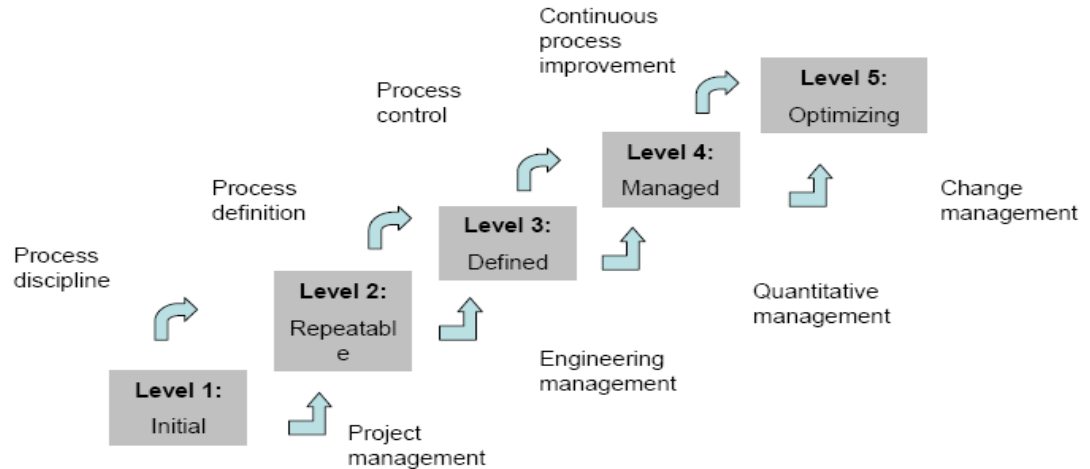 Continuous
process
improvement
Level 5:
Optimizing
Process
control
Level 4:
Managed
Change
management
Process
definition
Level 3:
Defined
Quantitative
management
Process
discipline
Level 2:
Repeatabl
e
Engineering
management
Level 1:
Initial
Project
management